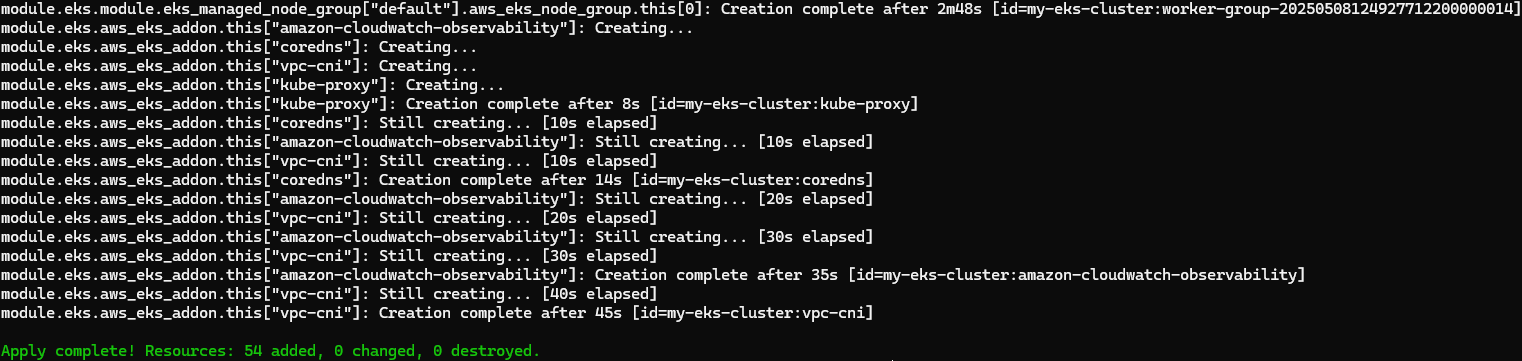 module.eks.module.eks_managed_node_group["default"].aws_eks_node_group.this[0]: Creation complete after 2m48s [id=my-eks-cluster:worker-group-20250508124927712200000014]
module.eks.aws_eks_addon.this["amazon-cloudwatch-observability"]: Creating...
module.eks.aws_eks_addon.this["coredns"]: Creating...
module.eks.aws_eks_addon.this["vpc-cni"]: Creating...
module.eks.aws_eks_addon.this["kube-proxy"]: Creating...
module.eks.aws_eks_addon.this["kube-proxy"]: Creation complete after 8s [id=my-eks-cluster:kube-proxy]
module.eks.aws_eks_addon.this["coredns"]: Still creating... [10s elapsed]
module.eks.aws_eks_addon.this["amazon-cloudwatch-observability"]: Still creating... [10s elapsed]
module.eks.aws_eks_addon.this["vpc-cni"]: Still creating... [10s elapsed]
module.eks.aws_eks_addon.this["coredns"]: Creation complete after 14s [id=my-eks-cluster:coredns]
module.eks.aws_eks_addon.this["amazon-cloudwatch-observability"]: Still creating... [20s elapsed]
module.eks.aws_eks_addon.this["vpc-cni"]: Still creating... [20s elapsed]
module.eks.aws_eks_addon.this["amazon-cloudwatch-observability"]: Still creating... [30s elapsed]
module.eks.aws_eks_addon.this["vpc-cni"]: Still creating... [30s elapsed]
module.eks.aws_eks_addon.this["amazon-cloudwatch-observability"]: Creation complete after 35s [id=my-eks-cluster:amazon-cloudwatch-observability]
module.eks.aws_eks_addon.this["vpc-cni"]: Still creating... [40s elapsed]
module.eks.aws_eks_addon.this["vpc-cni"]: Creation complete after 45s [id=my-eks-cluster:vpc-cni]
Apply complete! Resources: 54 added, 0 changed, 0 destroyed.